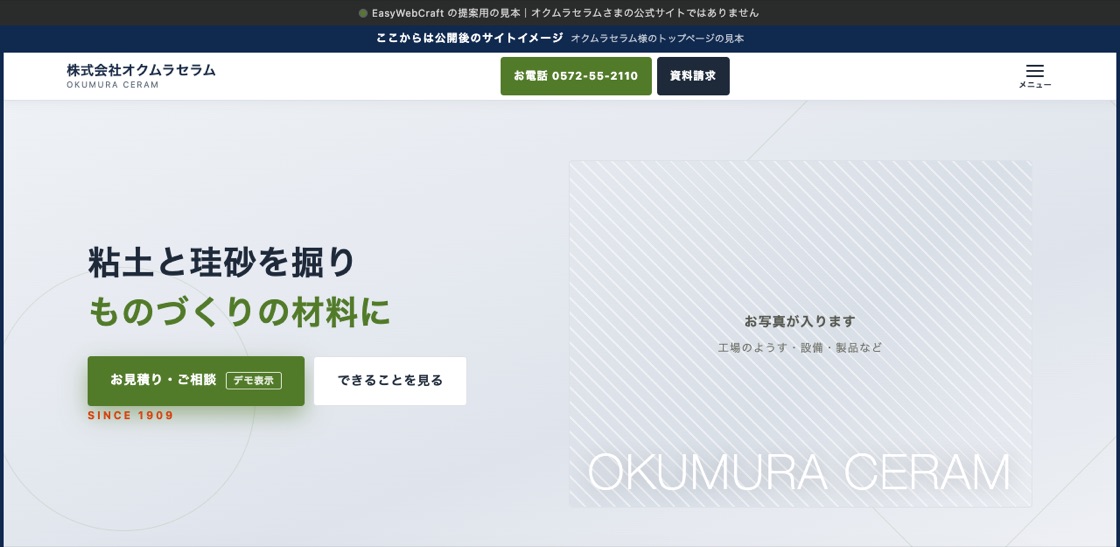 EasyWebCraft の提案用の見本｜オクムラセラムさまの公式サイトではありません
ここからは公開後のサイトイメージ オクムラセラム様のトップページの見本
株式会社オクムラセラム
OKUMURA CERAM
お電話 0572-55-2110
資料請求
メニュー
粘土と珪砂を掘り
ものづくりの材料に
お見積り・ご相談 デモ表示
できることを見る
SINCE 1909
お写真が入ります
工場のようす・設備・製品など
OKUMURA CERAM